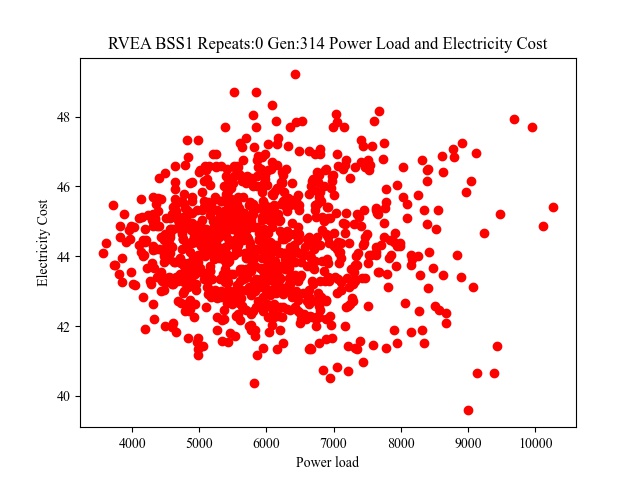 RVEA BSS1 Repeats:0 Gen:314 Power Load and Electricity Cost
48
46
44
42
40
Electricity Cost
4000 5000 6000 7000 8000 9000 10000
Power load